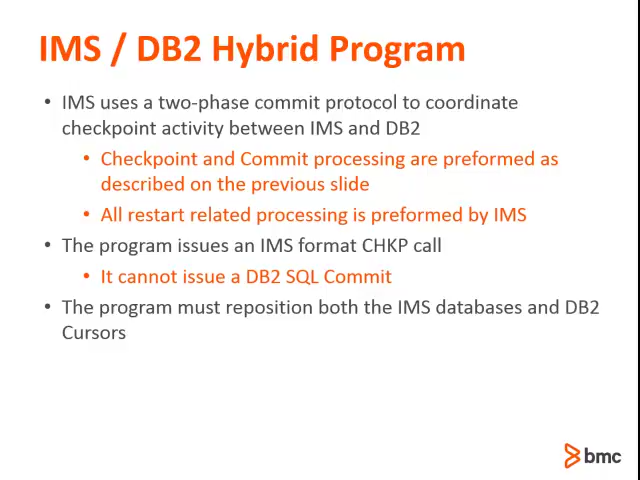 IMS / DB2 Hybrid Program
• IMS uses a two-phase commit protocol to coordinate
checkpoint activity between IMS and DB2
• Checkpoint and Commit processing are preformed as
described on the previous slide
• All restart related processing is preformed by IMS
• The program issues an IMS format CHKP call
• It cannot issue a DB2 SQL Commit
• The program must reposition both the IMS databases and DB2
Cursors
bmc